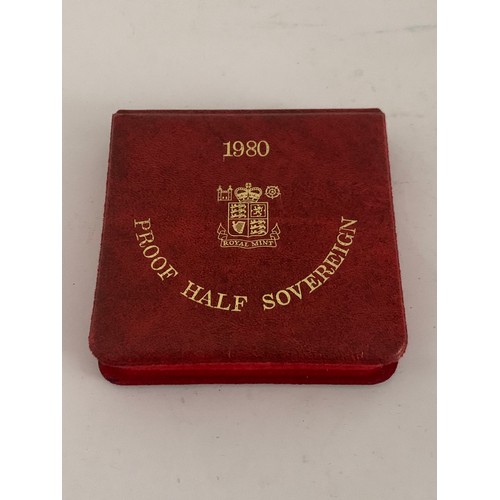 1980
ROYAL MINT
PROOF HALF SOVEREIGN